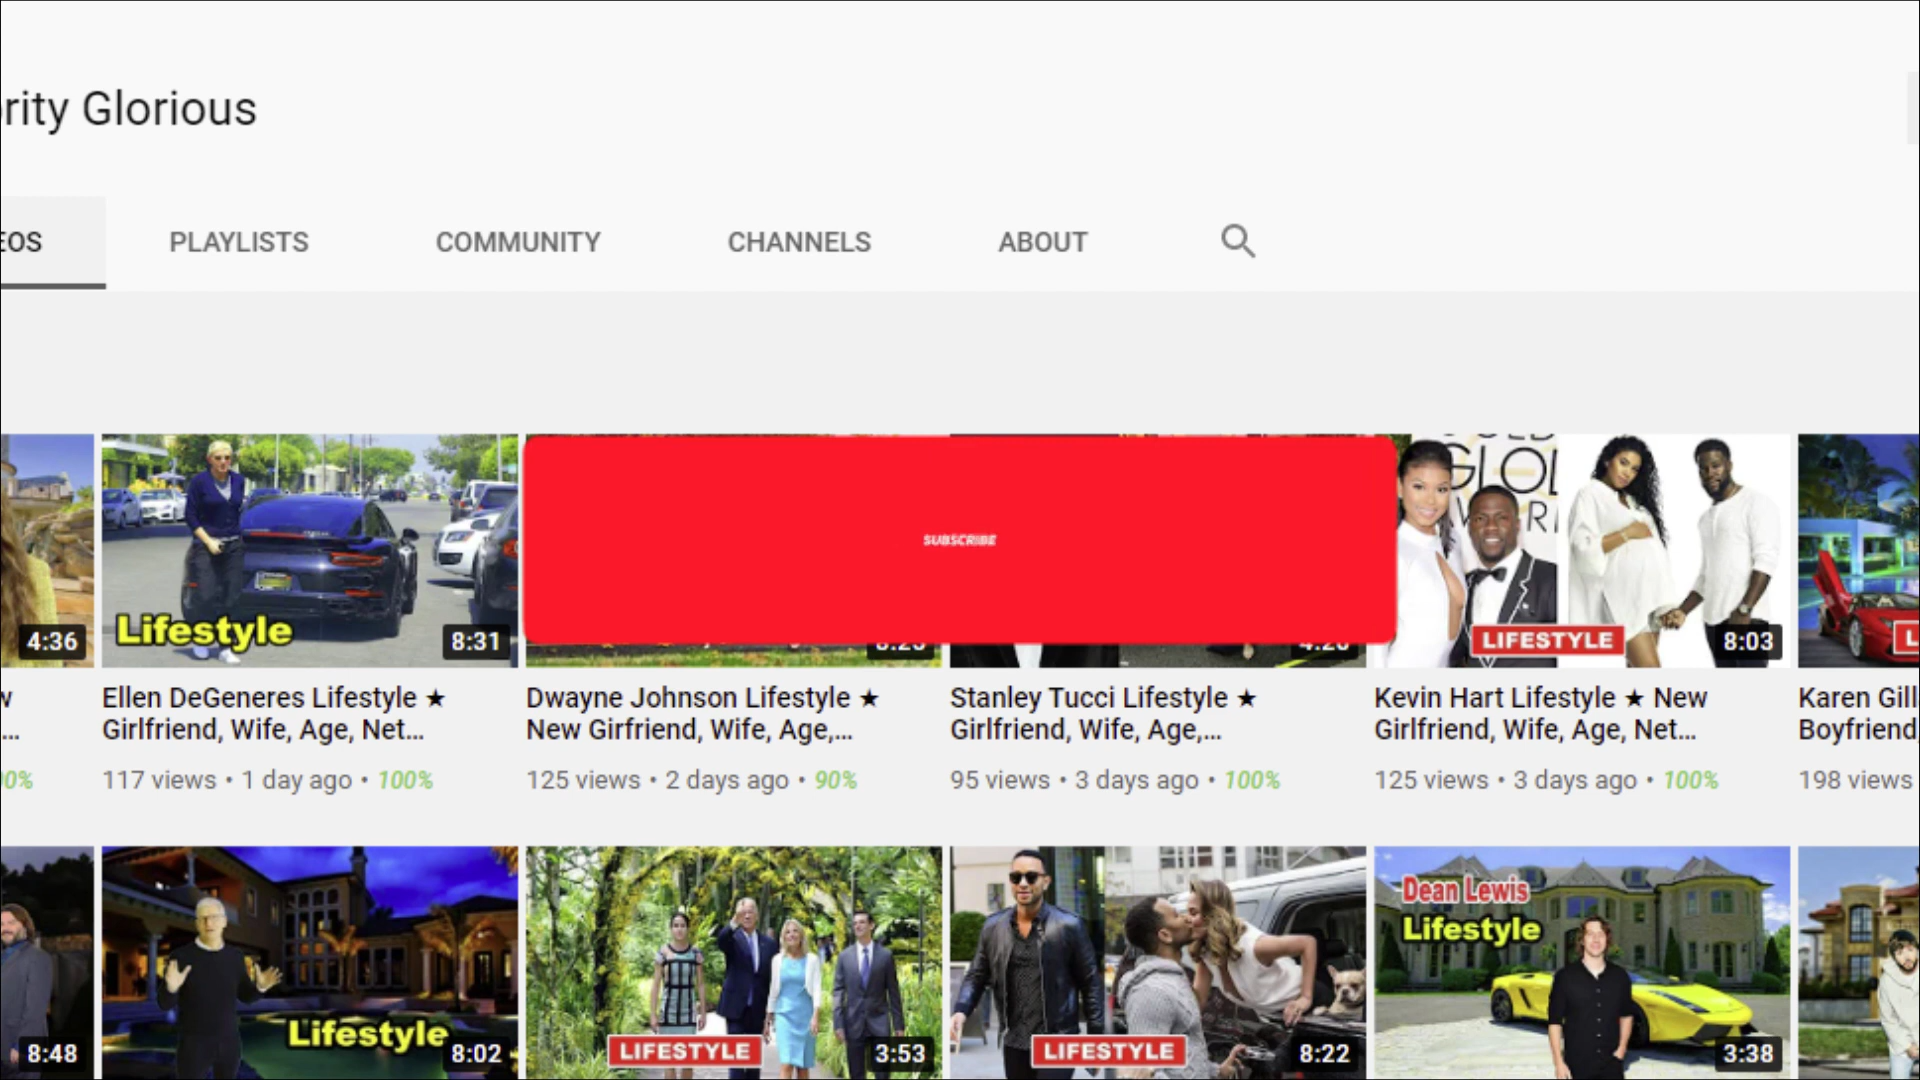 rity Glorious
EOS
PLAYLISTS
COMMUNITY
CHANNELS
ABOUT
GLO
4:36
Lifestyle
8:31
SUBSCRIBE
LIFESTYLE
8:03
w
...
0%
Ellen DeGeneres Lifestyle ★
Girlfriend, Wife, Age, Net...
117 views • 1 day ago • 100%
Dwayne Johnson Lifestyle ★
New Girfriend, Wife, Age,...
125 views • 2 days ago • 90%
Stanley Tucci Lifestyle ★
Girlfriend, Wife, Age,...
95 views • 3 days ago • 100%
Kevin Hart Lifestyle ★ New
Girlfriend, Wife, Age, Net...
125 views • 3 days ago • 100%
Karen Gill
Boyfriend,
198 views
8:48
Lifestyle
8:02
LIFESTYLE
3:53
LIFESTYLE
8:22
Dean Lewis
Lifestyle
3:38